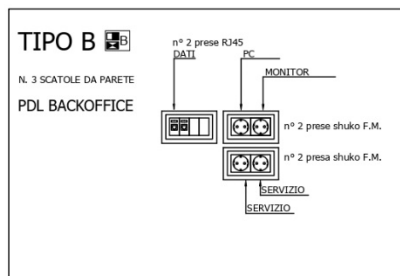 TIPO B B
n° 2 prese RJ45
DATI PC
MONITOR
N. 3 SCATOLE DA PARETE
PDL BACKOFFICE
n° 2 prese shuko F.M.
n° 2 presa shuko F.M.
SERVIZIO
SERVIZIO